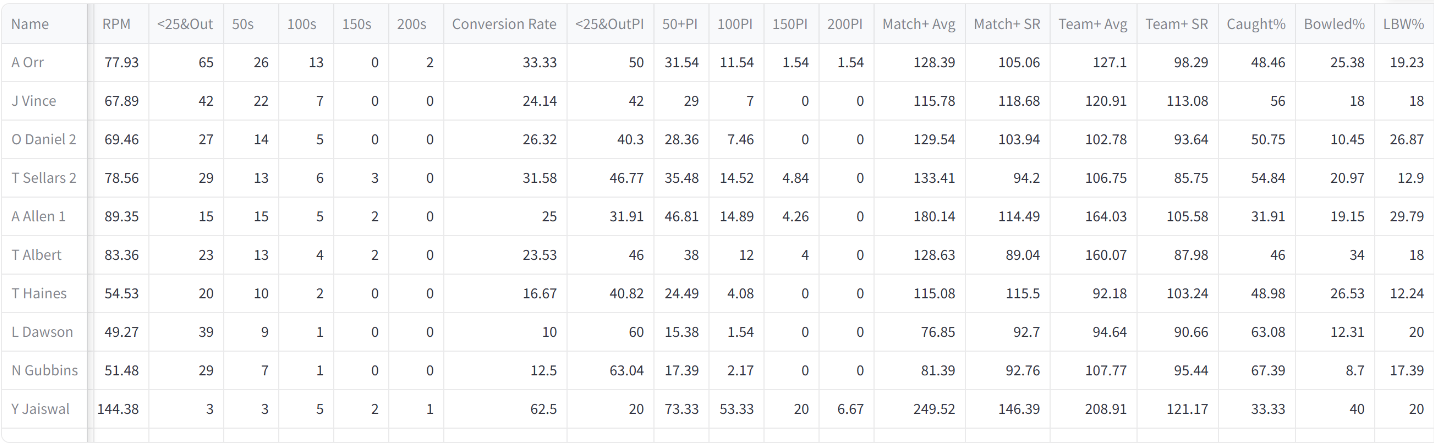 Name RPM <25&Out 50s 100s 150s 200s Conversion Rate <25&OutPI 50+PI 100PI 150PI 200PI Match+ Avg Match+ SR Team+ Avg Team+ SR Caught% Bowled% LBW%
A Orr 77.93 65 26 13 0 2 33.33 50 31.54 11.54 1.54 1.54 128.39 105.06 127.1 98.29 48.46 25.38 19.23
J Vince 67.89 42 22 7 0 0 24.14 42 29 7 0 0 115.78 118.68 120.91 113.08 56 18 18
O Daniel 2 69.46 27 14 5 0 0 26.32 40.3 28.36 7.46 0 0 129.54 103.94 102.78 93.64 50.75 10.45 26.87
T Sellars 2 78.56 29 13 6 3 0 31.58 46.77 35.48 14.52 4.84 0 133.41 94.2 106.75 85.75 54.84 20.97 12.9
A Allen 1 89.35 15 15 5 2 0 25 31.91 46.81 14.89 4.26 0 180.14 114.49 164.03 105.58 31.91 19.15 29.79
T Albert 83.36 23 13 4 2 0 23.53 46 38 12 4 0 128.63 89.04 160.07 87.98 46 34 18
T Haines 54.53 20 10 2 0 0 16.67 40.82 24.49 4.08 0 0 115.08 115.5 92.18 103.24 48.98 26.53 12.24
L Dawson 49.27 39 9 1 0 0 10 60 15.38 1.54 0 0 76.85 92.7 94.64 90.66 63.08 12.31 20
N Gubbins 51.48 29 7 1 0 0 12.5 63.04 17.39 2.17 0 0 81.39 92.76 107.77 95.44 67.39 8.7 17.39
Y Jaiswal 144.38 3 3 5 2 1 62.5 20 73.33 53.33 20 6.67 249.52 146.39 208.91 121.17 33.33 40 20